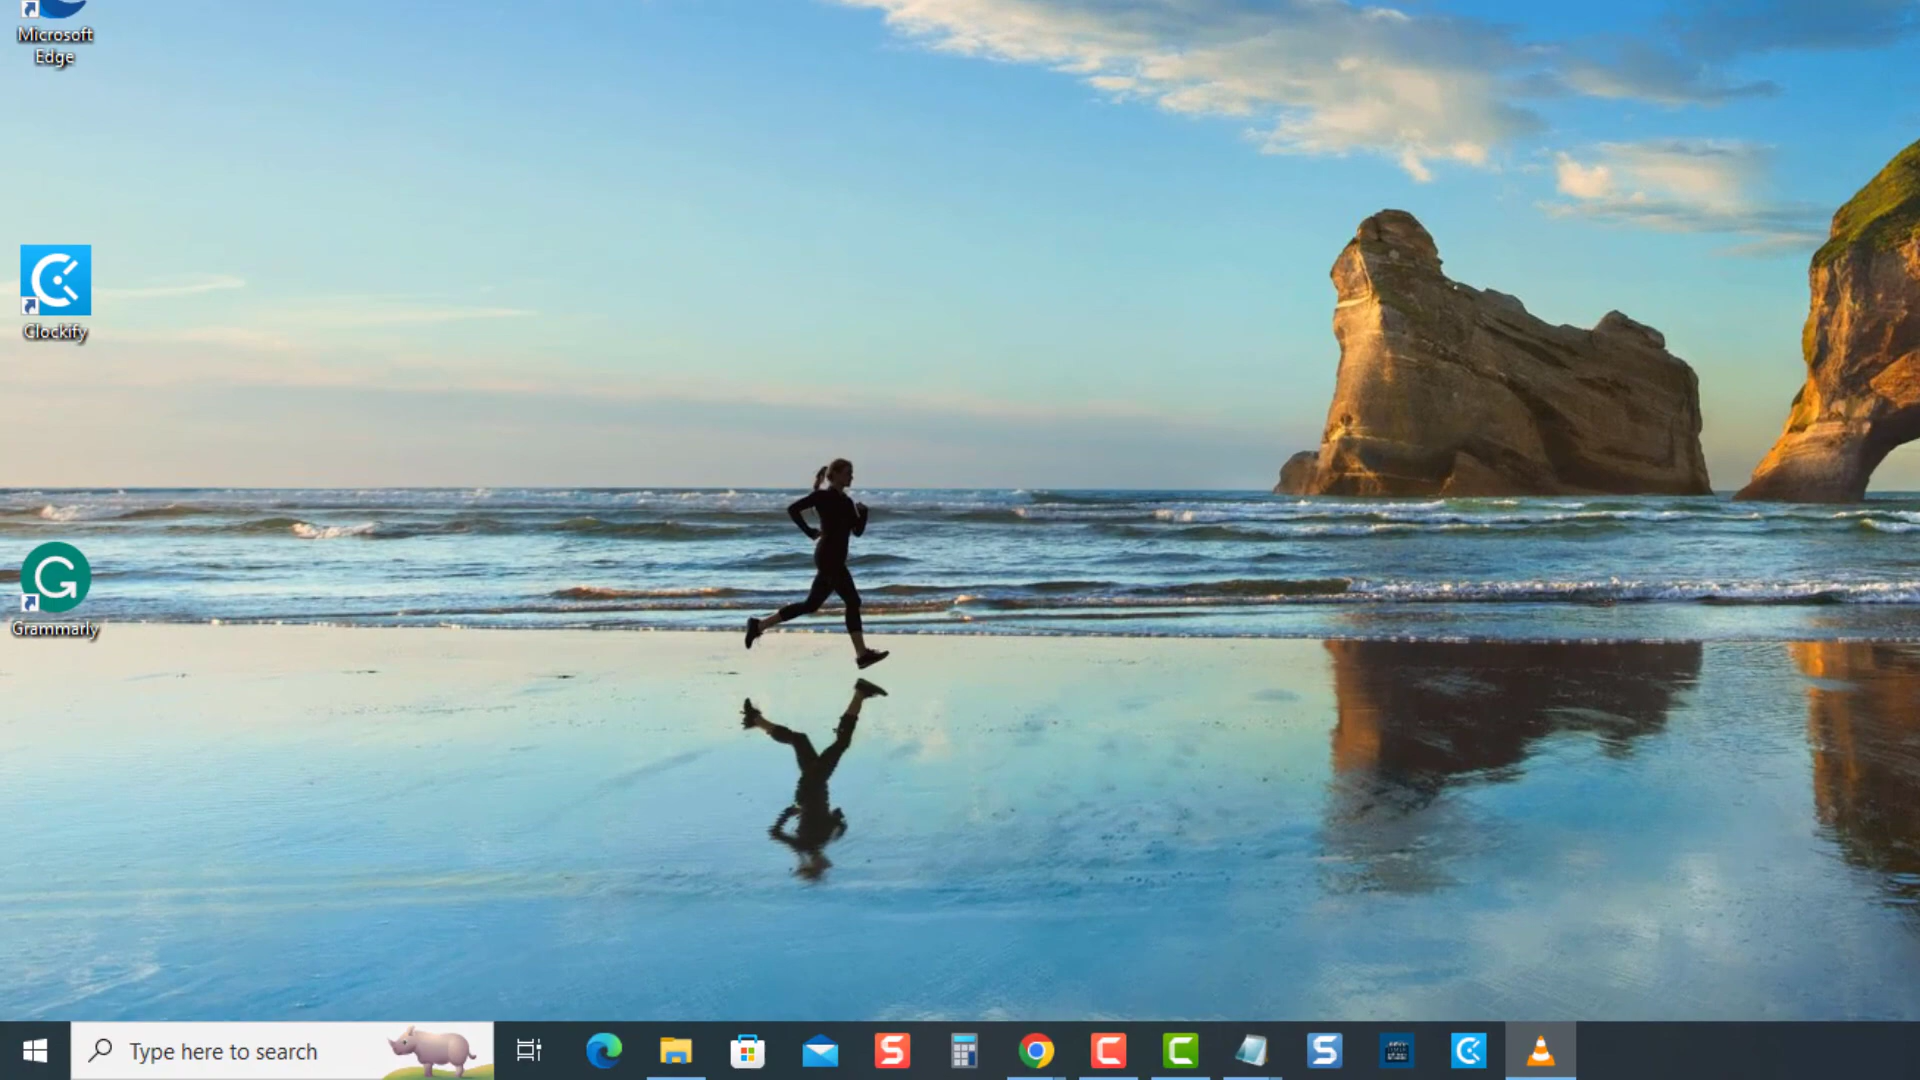 Microsoft
Edge
Clockify
Grammarly
Type here to search